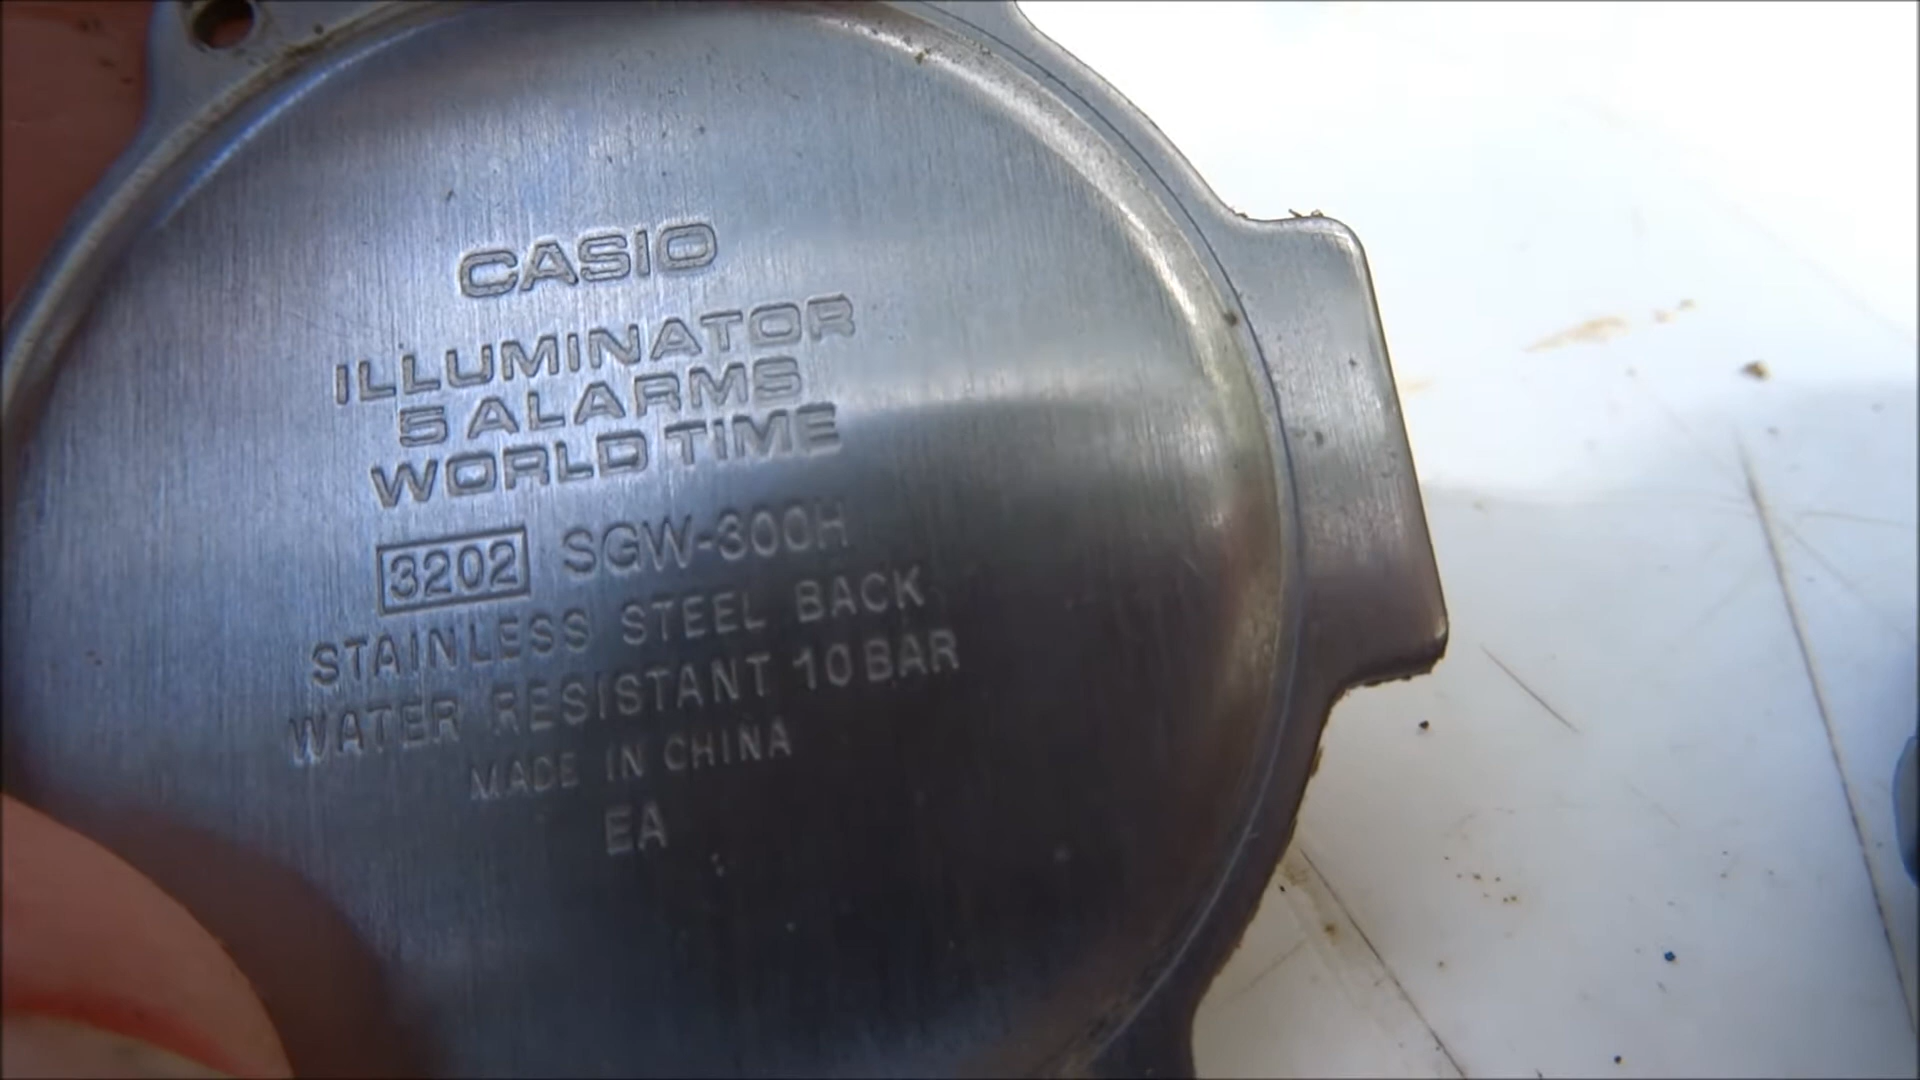 CASIO
ILLUMINATOR
5 ALARMS
WORLD TIME
3202 SGW-300H
STAINLESS STEEL BACK
WATER RESISTANT 10 BAR
MADE IN CHINA
EA